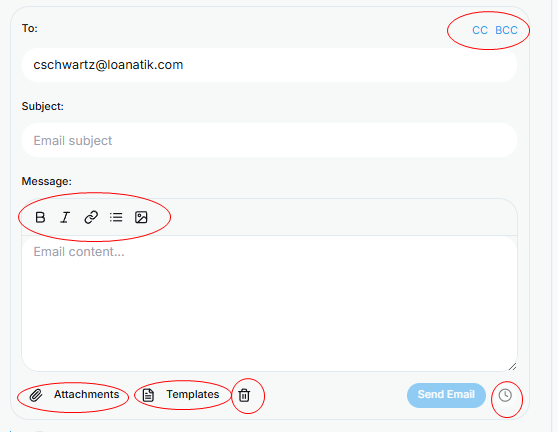 To:
CC BCC
cschwartz@loanatik.com
Subject:
Email subject
Message:
B I
Email content...
Attachments Templates Send Email